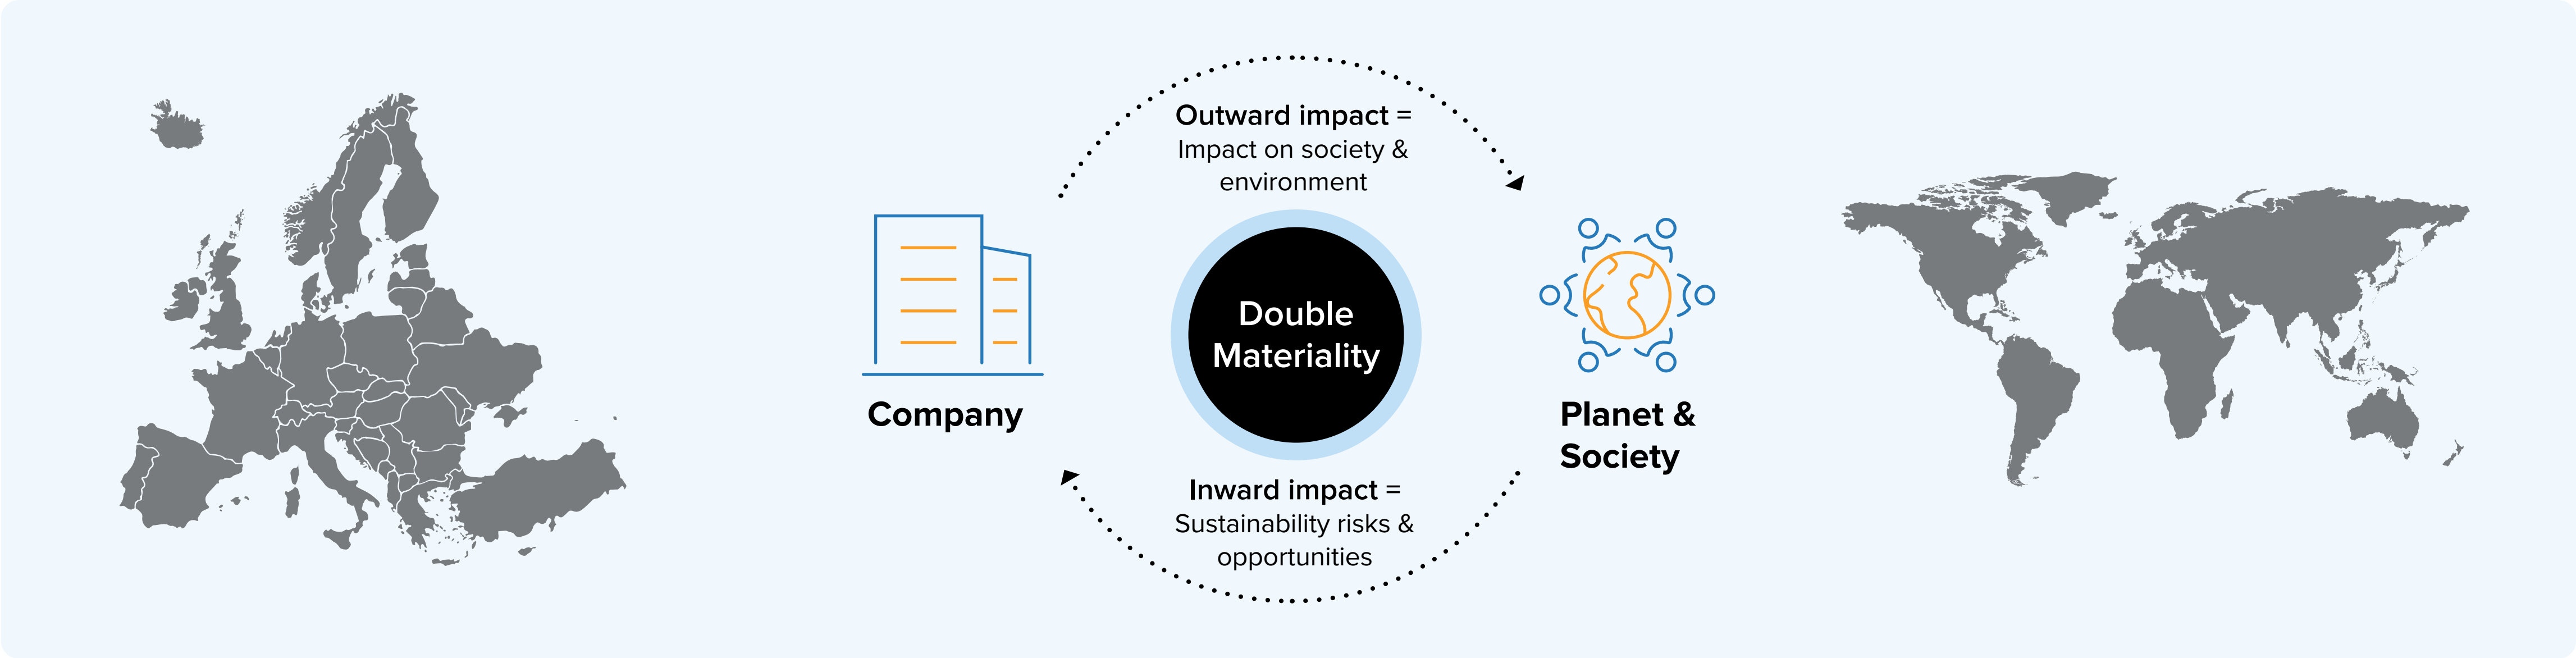 Outward impact =
Impact on society &
environment
Double
Materiality
Company
Planet &
Society
Inward impact =
Sustainability risks &
opportunities